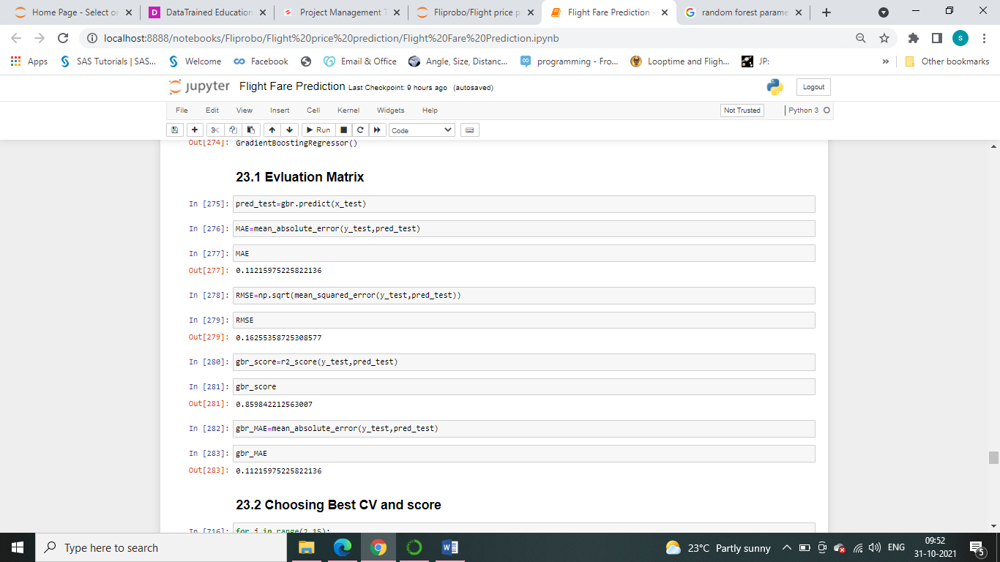 Home Page - Select or
DataTrained Education
Project Management T
Fliprobo/Flight price p
Flight Fare Prediction -
random forest parame
localhost:8888/notebooks/Fliprobo/Flight%20price%20prediction/Flight%20Fare%20Prediction.ipynb
Apps
SAS Tutorials | SAS...
Welcome
Facebook
Email & Office
Angle, Size, Distanc...
programming - Fro...
Looptime and Fligh...
JP:
Other bookmarks
jupyter Flight Fare Prediction Last Checkpoint: 9 hours ago (autosaved)
Logout
File Edit View Insert Cell Kernel Widgets Help
Not Trusted
Python 3
Run
Code
Out[274]: GradientBoostingRegressor()
23.1 Evluation Matrix
In [275]: pred_test=gbr.predict(x_test)
In [276]: MAE=mean_absolute_error(y_test,pred_test)
In [277]: MAE
Out[277]: 0.11215975225822136
In [278]: RMSE=np.sqrt(mean_squared_error(y_test,pred_test))
In [279]: RMSE
Out[279]: 0.16255358725308577
In [280]: gbr_score=r2_score(y_test,pred_test)
In [281]: gbr_score
Out[281]: 0.859842212563007
In [282]: gbr_MAE=mean_absolute_error(y_test,pred_test)
In [283]: gbr_MAE
Out[283]: 0.11215975225822136
23.2 Choosing Best CV and score
In [716]: for i in range(2,15):
Type here to search
23°C Partly sunny
ENG
09:52
31-10-2021
5